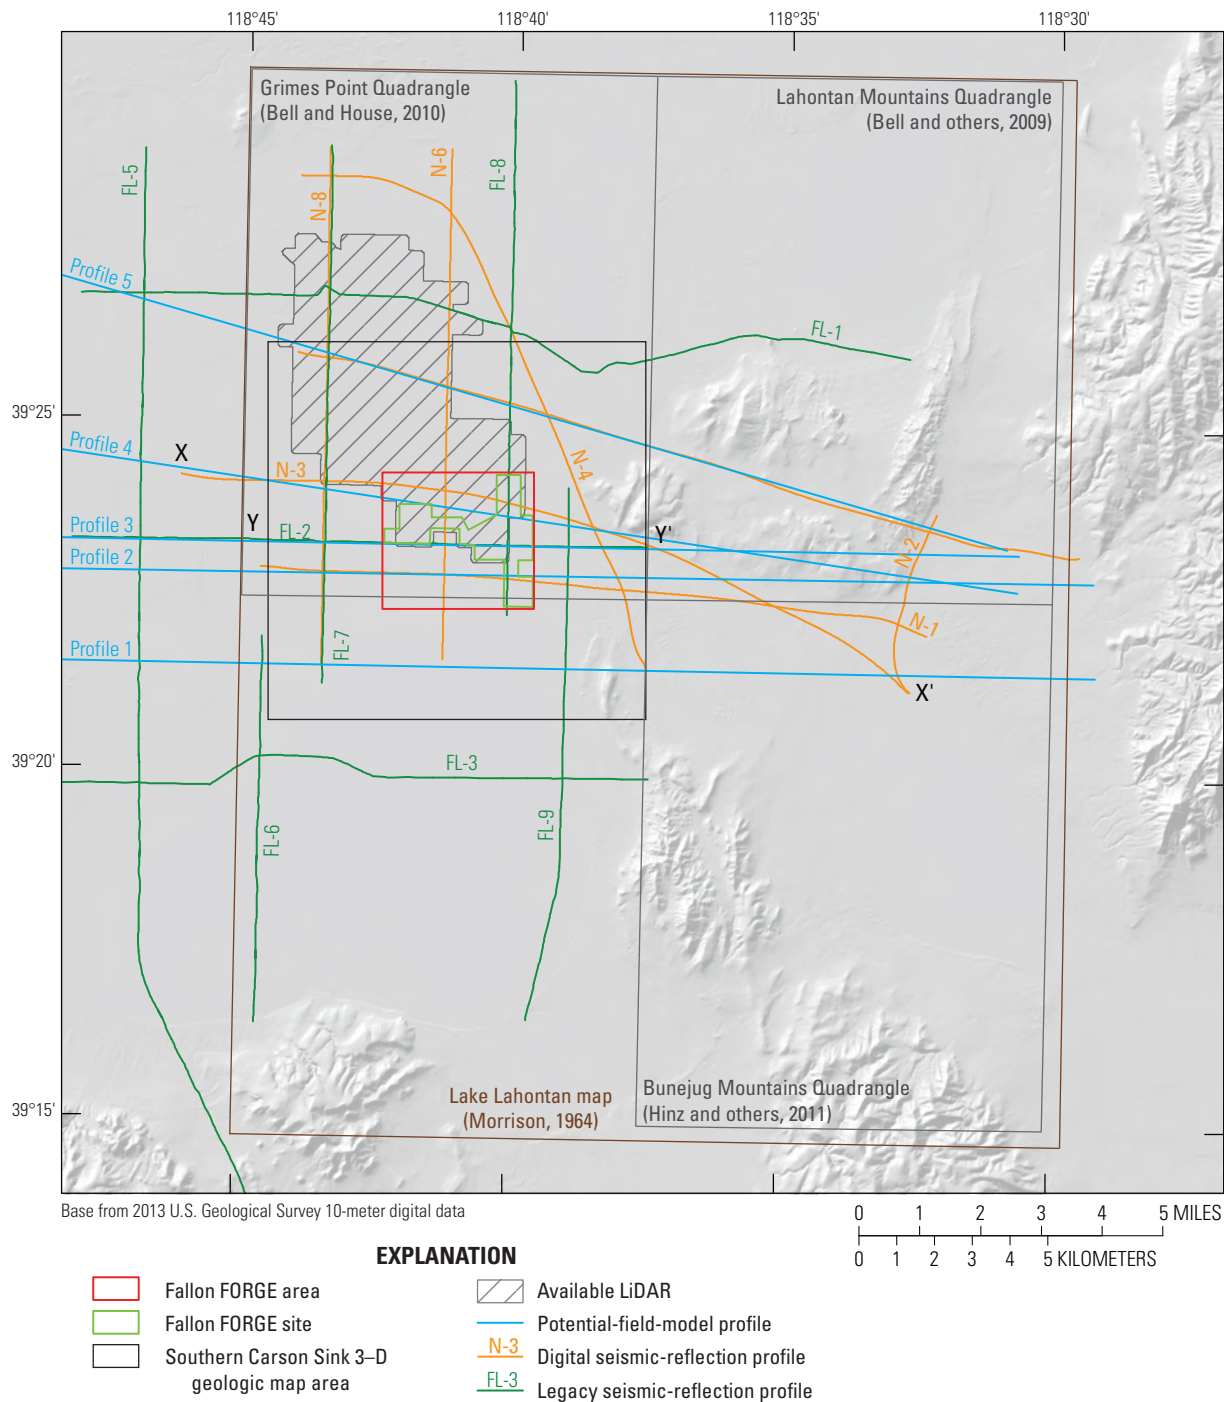 118°45'
118°40'
118°35'
118°30'
Grimes Point Quadrangle
(Bell and House, 2010)
Lahontan Mountains Quadrangle
(Bell and others, 2009)
FL-5
N-8
N-6
FL-8
Profile 5
FL-1
39°25'
Profile 4
X
N-3
N-4
Profile 3
Y
FL-2
Y'
Profile 2
N-2
N-1
Profile 1
FL-7
X'
39°20'
FL-3
FL-6
FL-9
39°15'
Lake Lahontan map
(Morrison, 1964)
Bunejug Mountains Quadrangle
(Hinz and others, 2011)
Base from 2013 U.S. Geological Survey 10-meter digital data
0 1 2 3 4 5 MILES
0 1 2 3 4 5 KILOMETERS
EXPLANATION
Fallon FORGE area
Fallon FORGE site
Southern Carson Sink 3–D
geologic map area
Available LiDAR
Potential-field-model profile
N-3 Digital seismic-reflection profile
FL-3 Legacy seismic-reflection profile